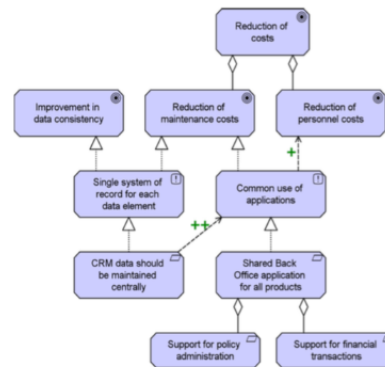 Reduction of
costs
Improvement in
data consistency
Reduction of
maintenance costs
Reduction of
personnel costs
+
Single system of
record for each
data element
Common use of
applications
++
CRM data should
be maintained
centrally
Shared Back
Office application
for all products
Support for policy
administration
Support for financial
transactions